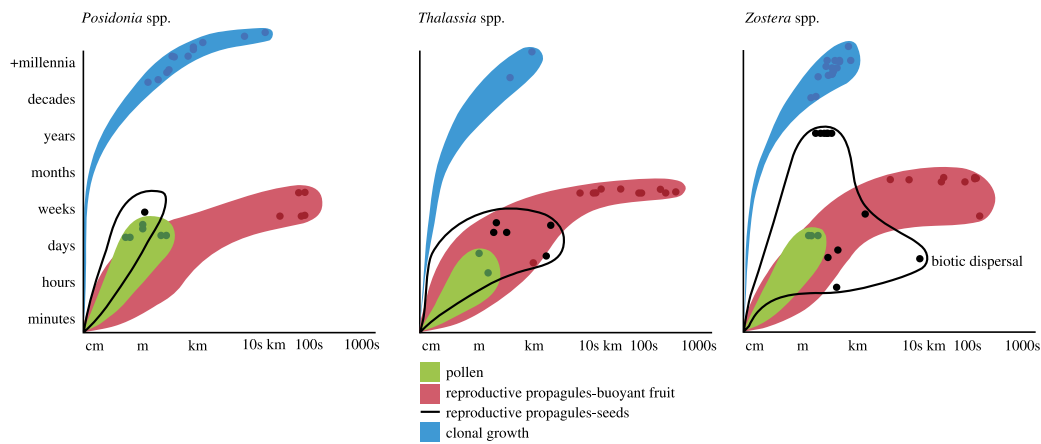 Posidonia spp.
Thalassia spp.
Zostera spp.
+millennia
decades
years
months
weeks
days
hours
minutes
biotic dispersal
cm m km 10s km 100s 1000s
cm m km 10s km 100s 1000s
cm m km 10s km 100s 1000s
pollen
reproductive propagules-buoyant fruit
reproductive propagules-seeds
clonal growth